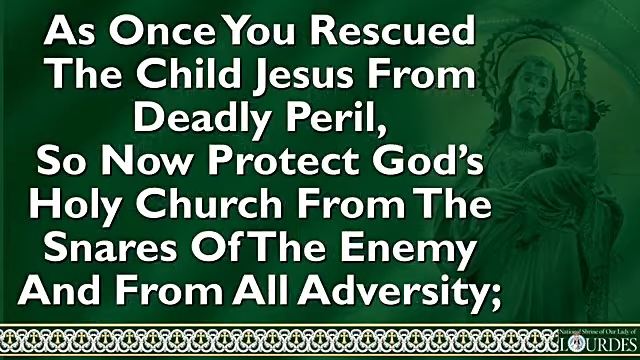 As Once You Rescued
The Child Jesus From
Deadly Peril,
So Now Protect God's
Holy Church From The
Snares Of The Enemy
And From All Adversity;
National Shrine of Our Lady of
LOURDES